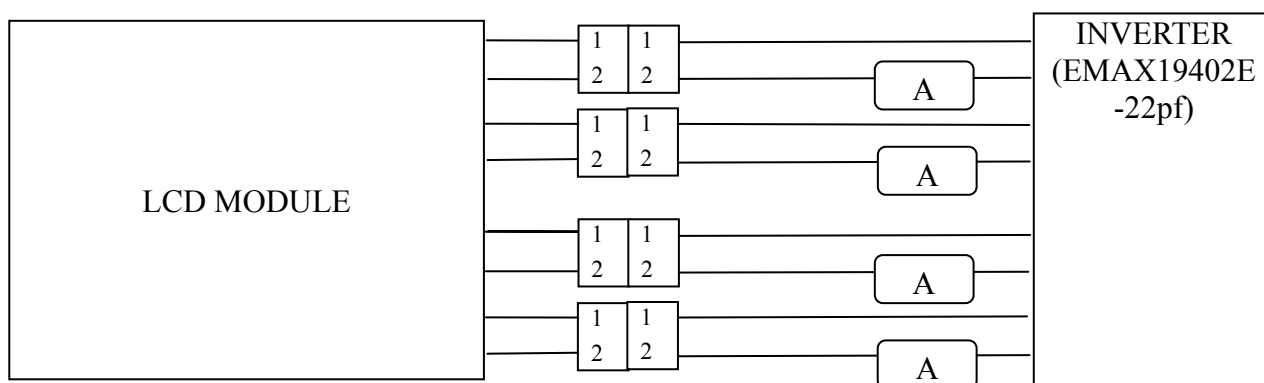 LCD MODULE
1 1
2 2
A
1 1
2 2
A
1 1
2 2
A
1 1
2 2
A
INVERTER
(EMAX19402E
-22pf)